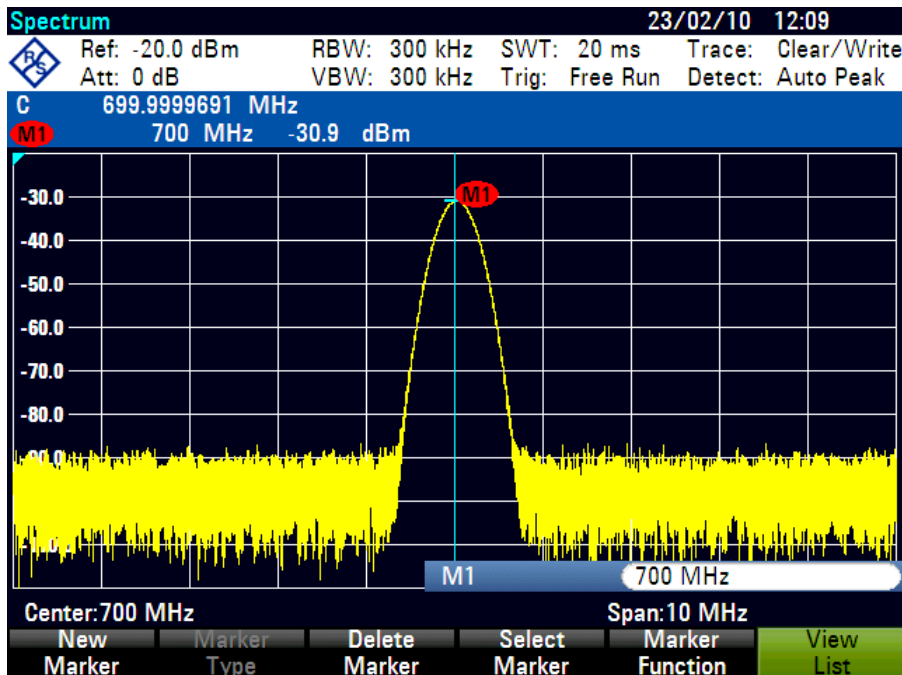 Spectrum 23/02/10 12:09
R&S Ref: -20.0 dBm RBW: 300 kHz SWT: 20 ms Trace: Clear/Write
Att: 0 dB VBW: 300 kHz Trig: Free Run Detect: Auto Peak
C 699.9999691 MHz
M1 700 MHz -30.9 dBm
M1
-30.0
-40.0
-50.0
-60.0
-70.0
-80.0
M1 700 MHz
Center:700 MHz Span:10 MHz
New Marker
Marker Type
Delete Marker
Select Marker
Marker Function
View List